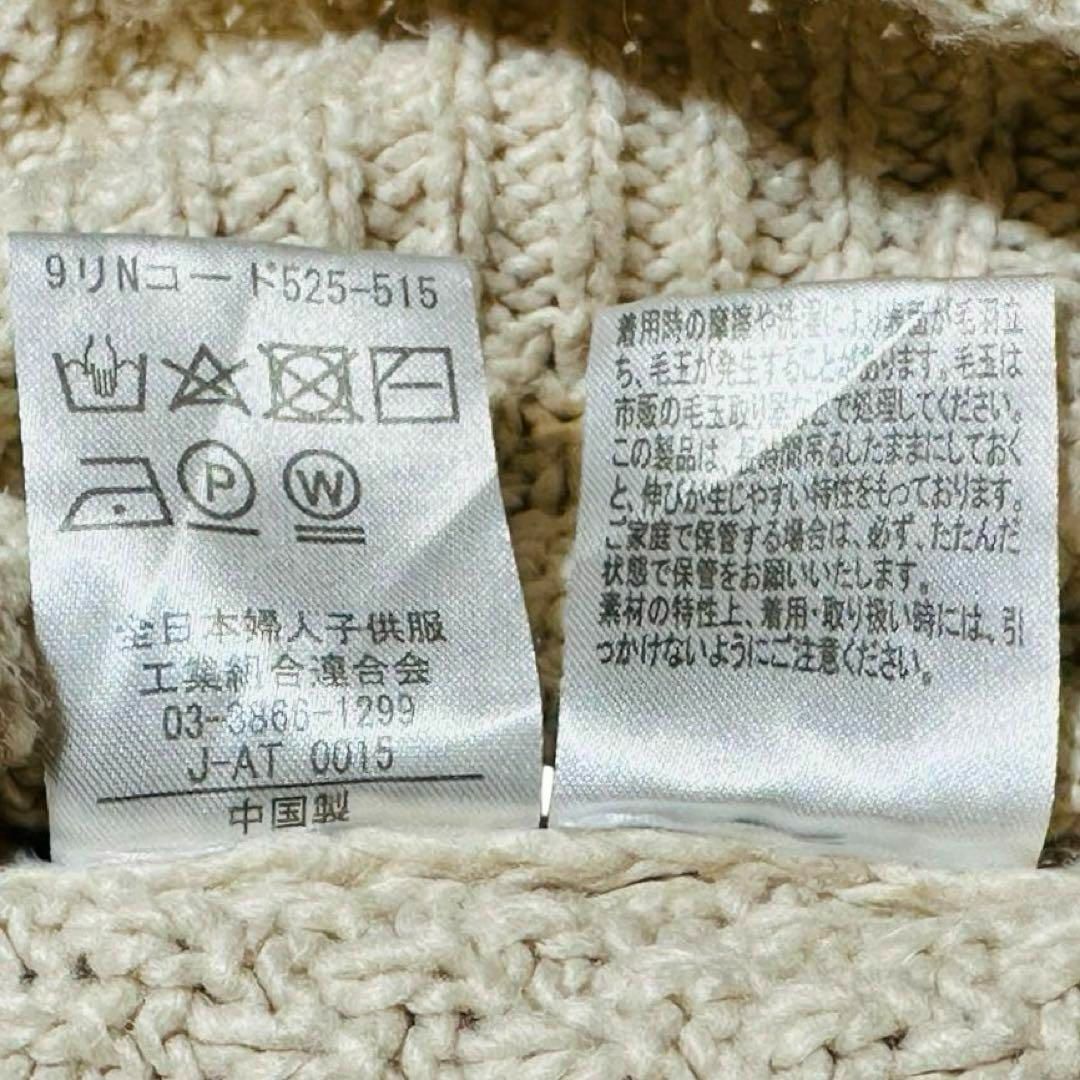 9リNコード525-515
P
W
全日本婦人子供服
工業組合連合会
03-3866-1299
J-AT 0015
中国製
着用時の摩擦や洗濯により表面が毛羽立
ち、毛玉が発生することがあります。毛玉は
市販の毛玉取り器などで処理してください。
この製品は、長時間吊るしたままにしておく
と、伸びが生じやすい特性をもっております。
ご家庭で保管する場合は、必ず、たたんだ
状態で保管をお願いいたします。
素材の特性上、着用・取り扱い時には、引
っかけないようにご注意ください。